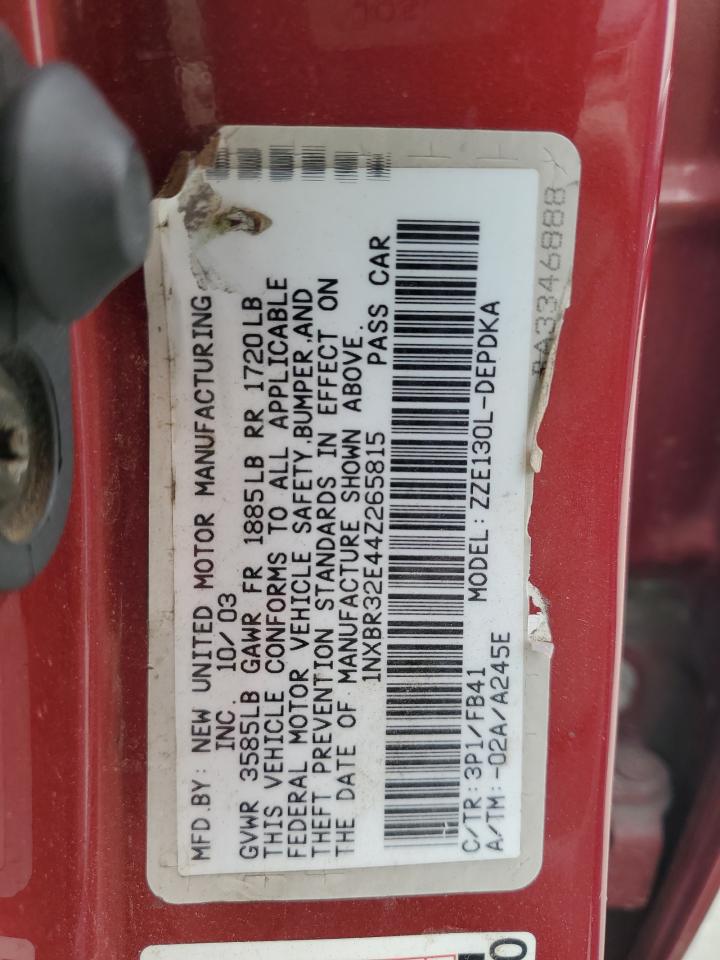 MFD.BY: NEW UNITED MOTOR MANUFACTURING
INC. 10/03
GVWR 3585LB GAWR FR 1885LB RR 1720LB
THIS VEHICLE CONFORMS TO ALL APPLICABLE
FEDERAL MOTOR VEHICLE SAFETY,BUMPER,AND
THEFT PREVENTION STANDARDS IN EFFECT ON
THE DATE OF MANUFACTURE SHOWN ABOVE.
1NXBR32E44Z265815 PASS CAR
C/TR: 3P1/FB41 MODEL: ZZE130L-DEPDKA
A/TM: -02A/A245E